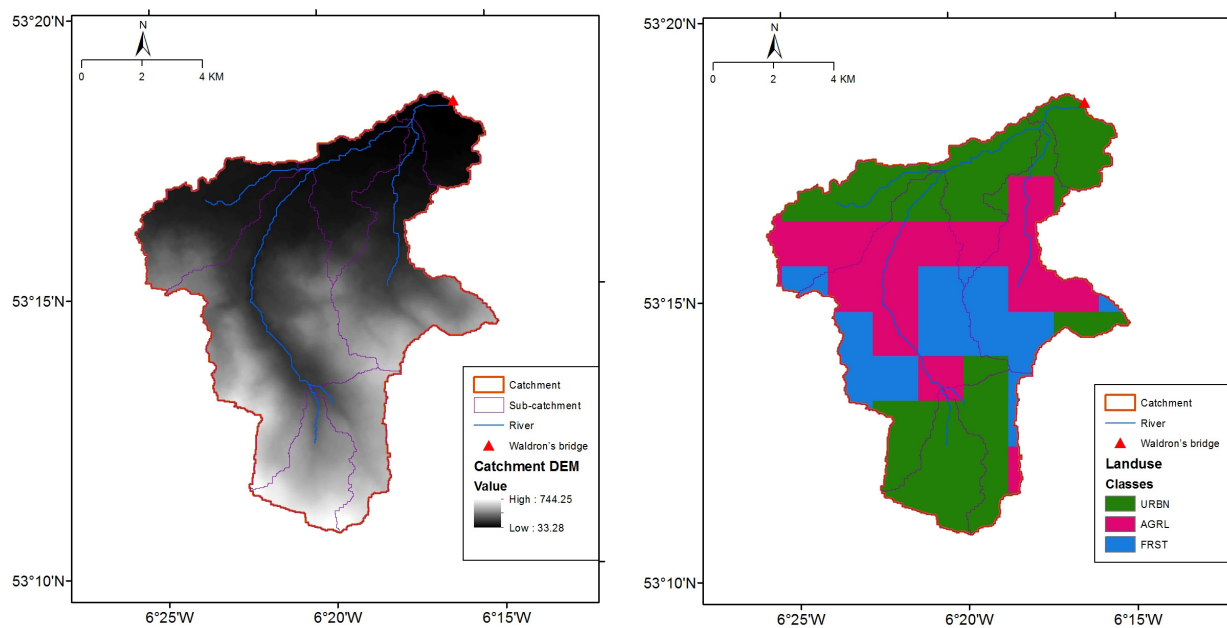 53°20'N
N
0 2 4 KM
53°15'N
Catchment
Sub-catchment
River
Waldron's bridge
Catchment DEM
Value
High : 744.25
Low : 33.28
53°10'N
6°25'W 6°20'W 6°15'W
53°20'N
N
0 2 4 KM
53°15'N
Catchment
River
Waldron's bridge
Landuse
Classes
URBN
AGRL
FRST
53°10'N
6°25'W 6°20'W 6°15'W